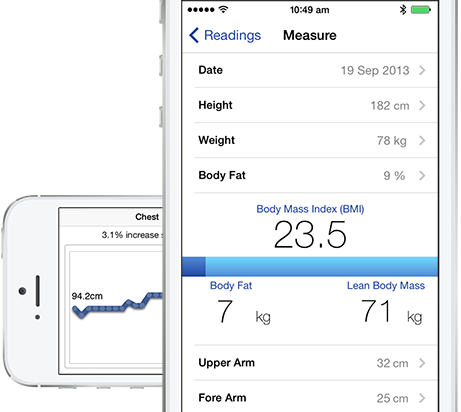 10:49 am
Readings
Measure
Date 19 Sep 2013
Height 182 cm
Weight 78 kg
Body Fat 9 %
Body Mass Index (BMI)
23.5
Body Fat Lean Body Mass
7 kg 71 kg
Upper Arm 32 cm
Fore Arm 25 cm
Chest
3.1% increase s
94.2cm